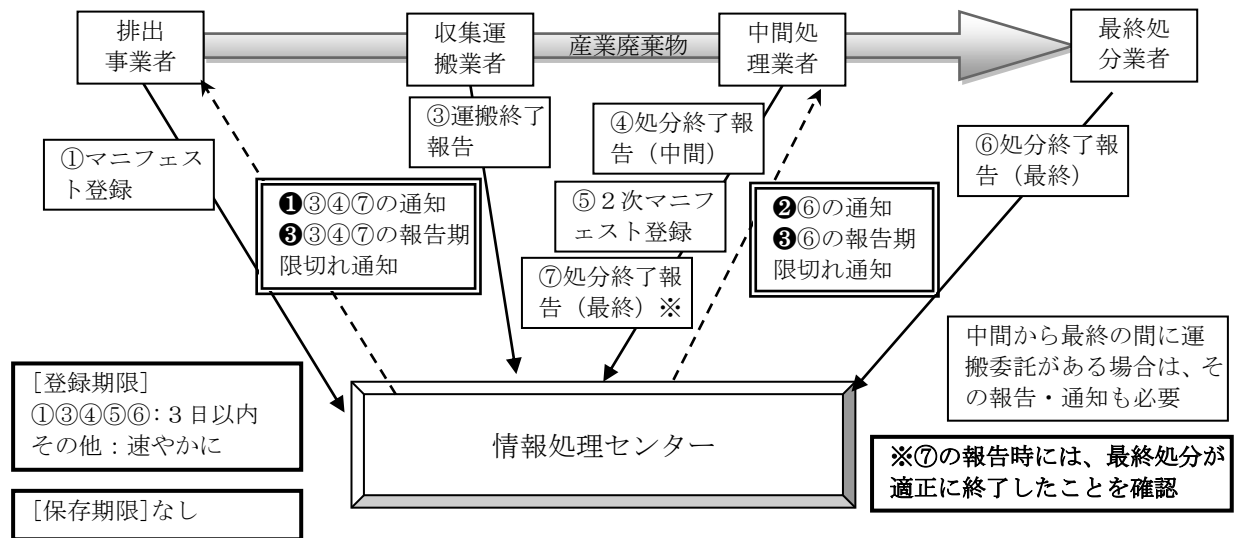 排出
事業者
収集運
搬業者
産業廃棄物
中間処
理業者
最終処
分業者
①マニフェス
ト登録
③運搬終了
報告
④処分終了報
告（中間）
⑥処分終了報
告（最終）
❶③④⑦の通知
❸③④⑦の報告期
限切れ通知
⑤２次マニフ
ェスト登録
❷⑥の通知
❸⑥の報告期
限切れ通知
⑦処分終了報
告（最終）※
中間から最終の間に運
搬委託がある場合は、そ
の報告・通知も必要
[登録期限]
①③④⑤⑥：３日以内
その他：速やかに
情報処理センター
※⑦の報告時には、最終処分が
適正に終了したことを確認
[保存期限]なし